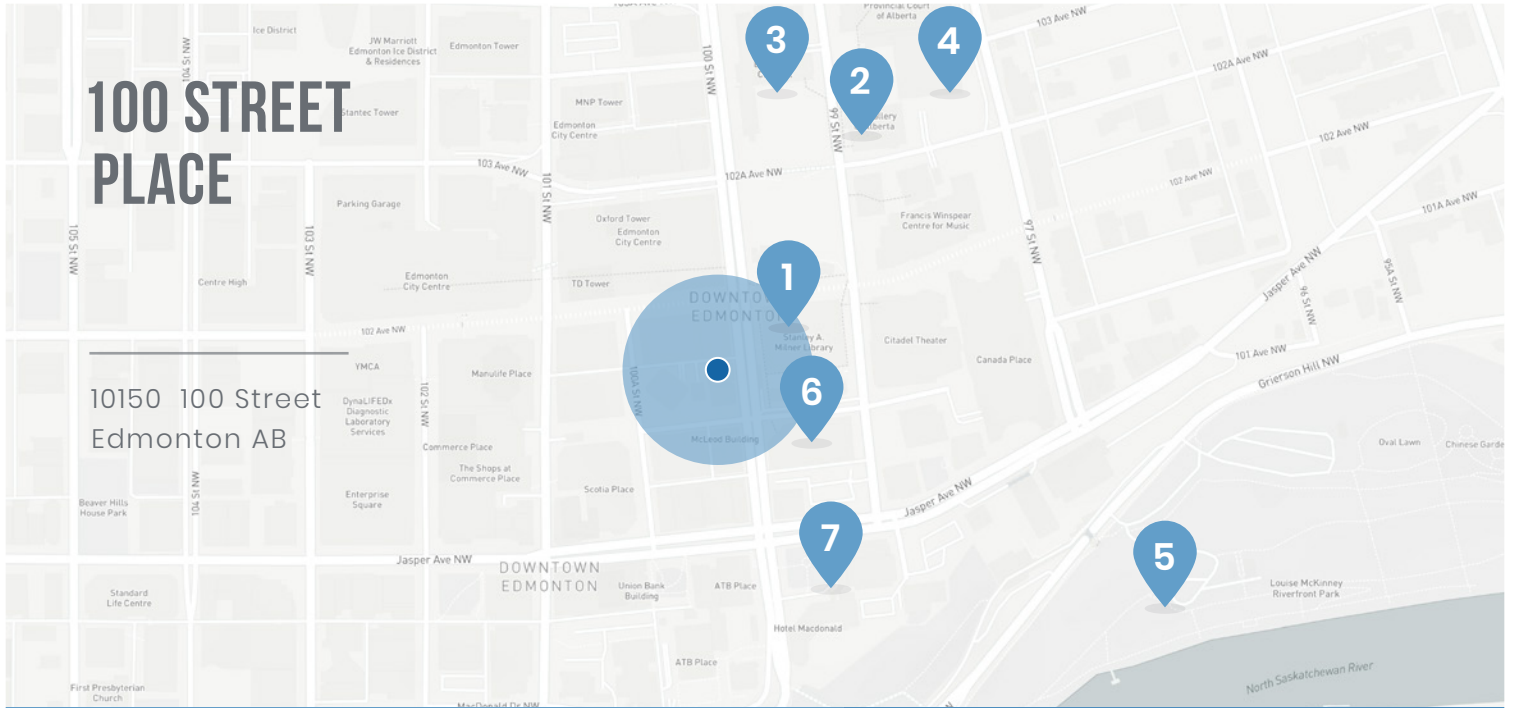 100 STREET
PLACE
10150 100 Street
Edmonton AB
Ice District
JW Marriott
Edmonton Ice District
& Residences
Edmonton Tower
Provincial Court
of Alberta
103 Ave NW
102A Ave NW
104 St NW
100 St NW
3
2
4
Stantec Tower
MNP Tower
Edmonton
City Centre
99 St NW
102 Ave NW
103 Ave NW
102A Ave NW
102 Ave NW
101 St NW
Parking Garage
Oxford Tower
Edmonton
City Centre
Francis Winspear
Centre for Music
101A Ave NW
105 St NW
103 St NW
97 St NW
Centre High
Edmonton
City Centre
TD Tower
1
Jasper Ave NW
95A St NW
96 St NW
DOWNTO
EDMONTO
102 Ave NW
Stanley A.
Milner Library
Citadel Theater
Canada Place
101 Ave NW
Grierson Hill NW
YMCA
Manulife Place
100A St NW
6
102 St NW
DynaLIFEDx
Diagnostic
Laboratory
Services
McLeod Building
Commerce Place
Oval Lawn
Chinese Garde
The Shops at
Commerce Place
Scotia Place
Enterprise
Square
Beaver Hills
House Park
104 St NW
Jasper Ave NW
7
5
Jasper Ave NW
DOWNTOWN
EDMONTON
Union Bank
Building
ATB Place
Louise McKinney
Riverfront Park
Standard
Life Centre
Hotel Macdonald
ATB Place
North Saskatchewan River
First Presbyterian
Church
MacDonald Dr NW